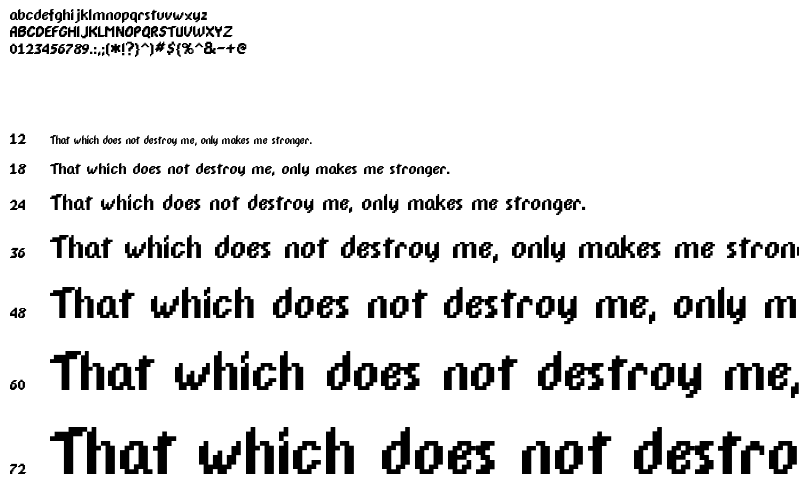 abcdefghijklmnopqrstuvwxyz
ABCDEFGHIJKLMNOPQRSTUVWXYZ
0123456789.:,;(*!?}^)#${%^&-+@
12 That which does not destroy me, only makes me stronger.
18 That which does not destroy me, only makes me stronger.
24 That which does not destroy me, only makes me stronger.
36 That which does not destroy me, only makes me stron
48 That which does not destroy me, only m
60 That which does not destroy me,
72 That which does not destro